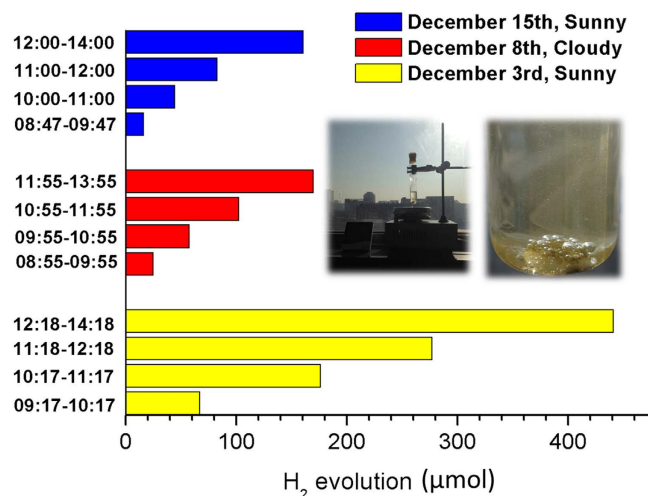 December 15th, Sunny
December 8th, Cloudy
December 3rd, Sunny
12:00-14:00
11:00-12:00
10:00-11:00
08:47-09:47
11:55-13:55
10:55-11:55
09:55-10:55
08:55-09:55
12:18-14:18
11:18-12:18
10:17-11:17
09:17-10:17
0 100 200 300 400
H₂ evolution (μmol)